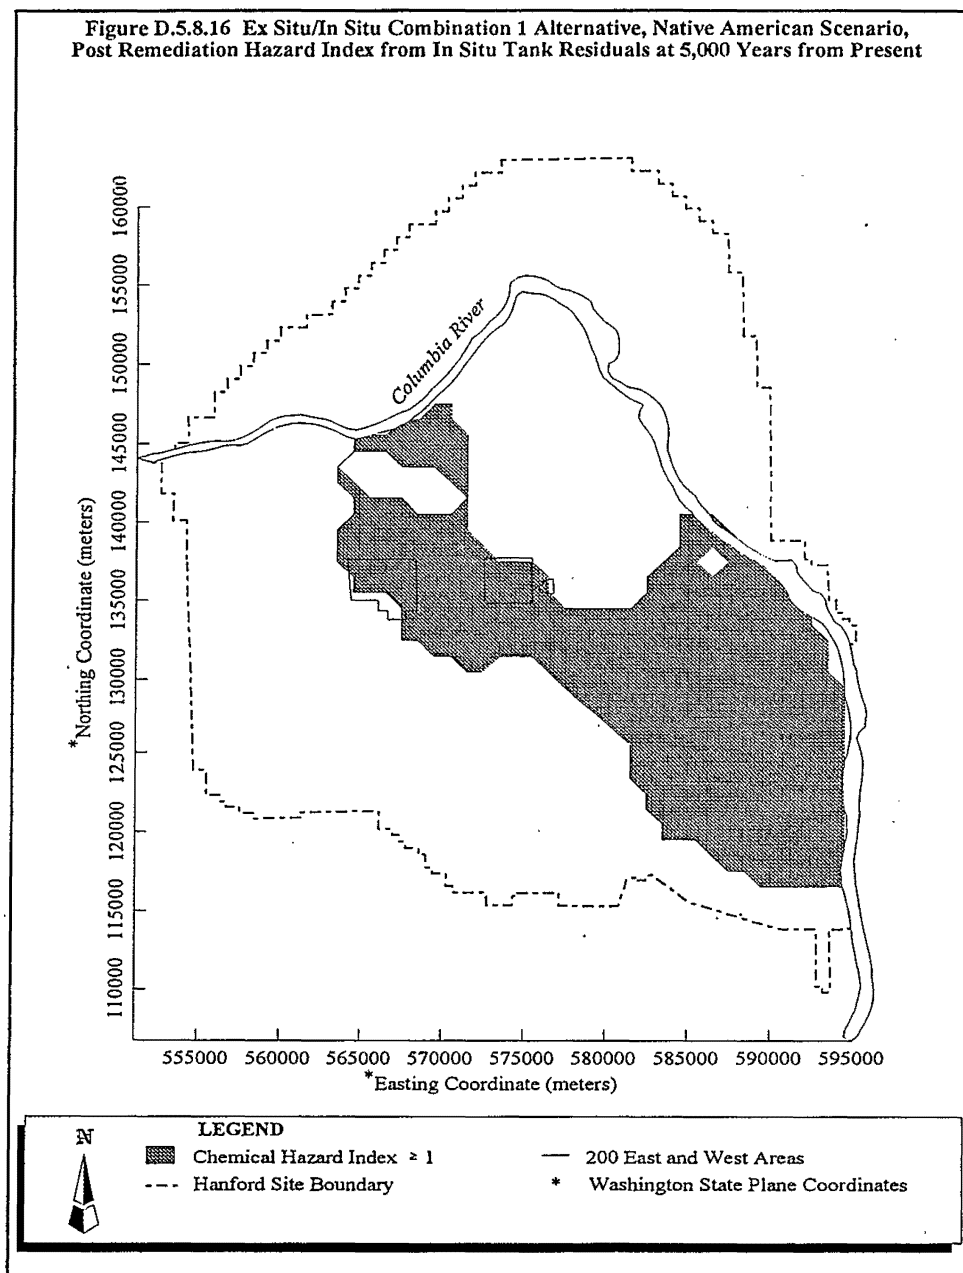 Figure D.5.8.16 Ex Situ/In Situ Combination 1 Alternative, Native American Scenario,
Post Remediation Hazard Index from In Situ Tank Residuals at 5,000 Years from Present
160000
155000
150000
145000
140000
135000
130000
125000
120000
115000
110000
*Northing Coordinate (meters)
Columbia River
555000 560000 565000 570000 575000 580000 585000 590000 595000
*Easting Coordinate (meters)
N
LEGEND
Chemical Hazard Index ≥ 1
200 East and West Areas
Hanford Site Boundary
* Washington State Plane Coordinates